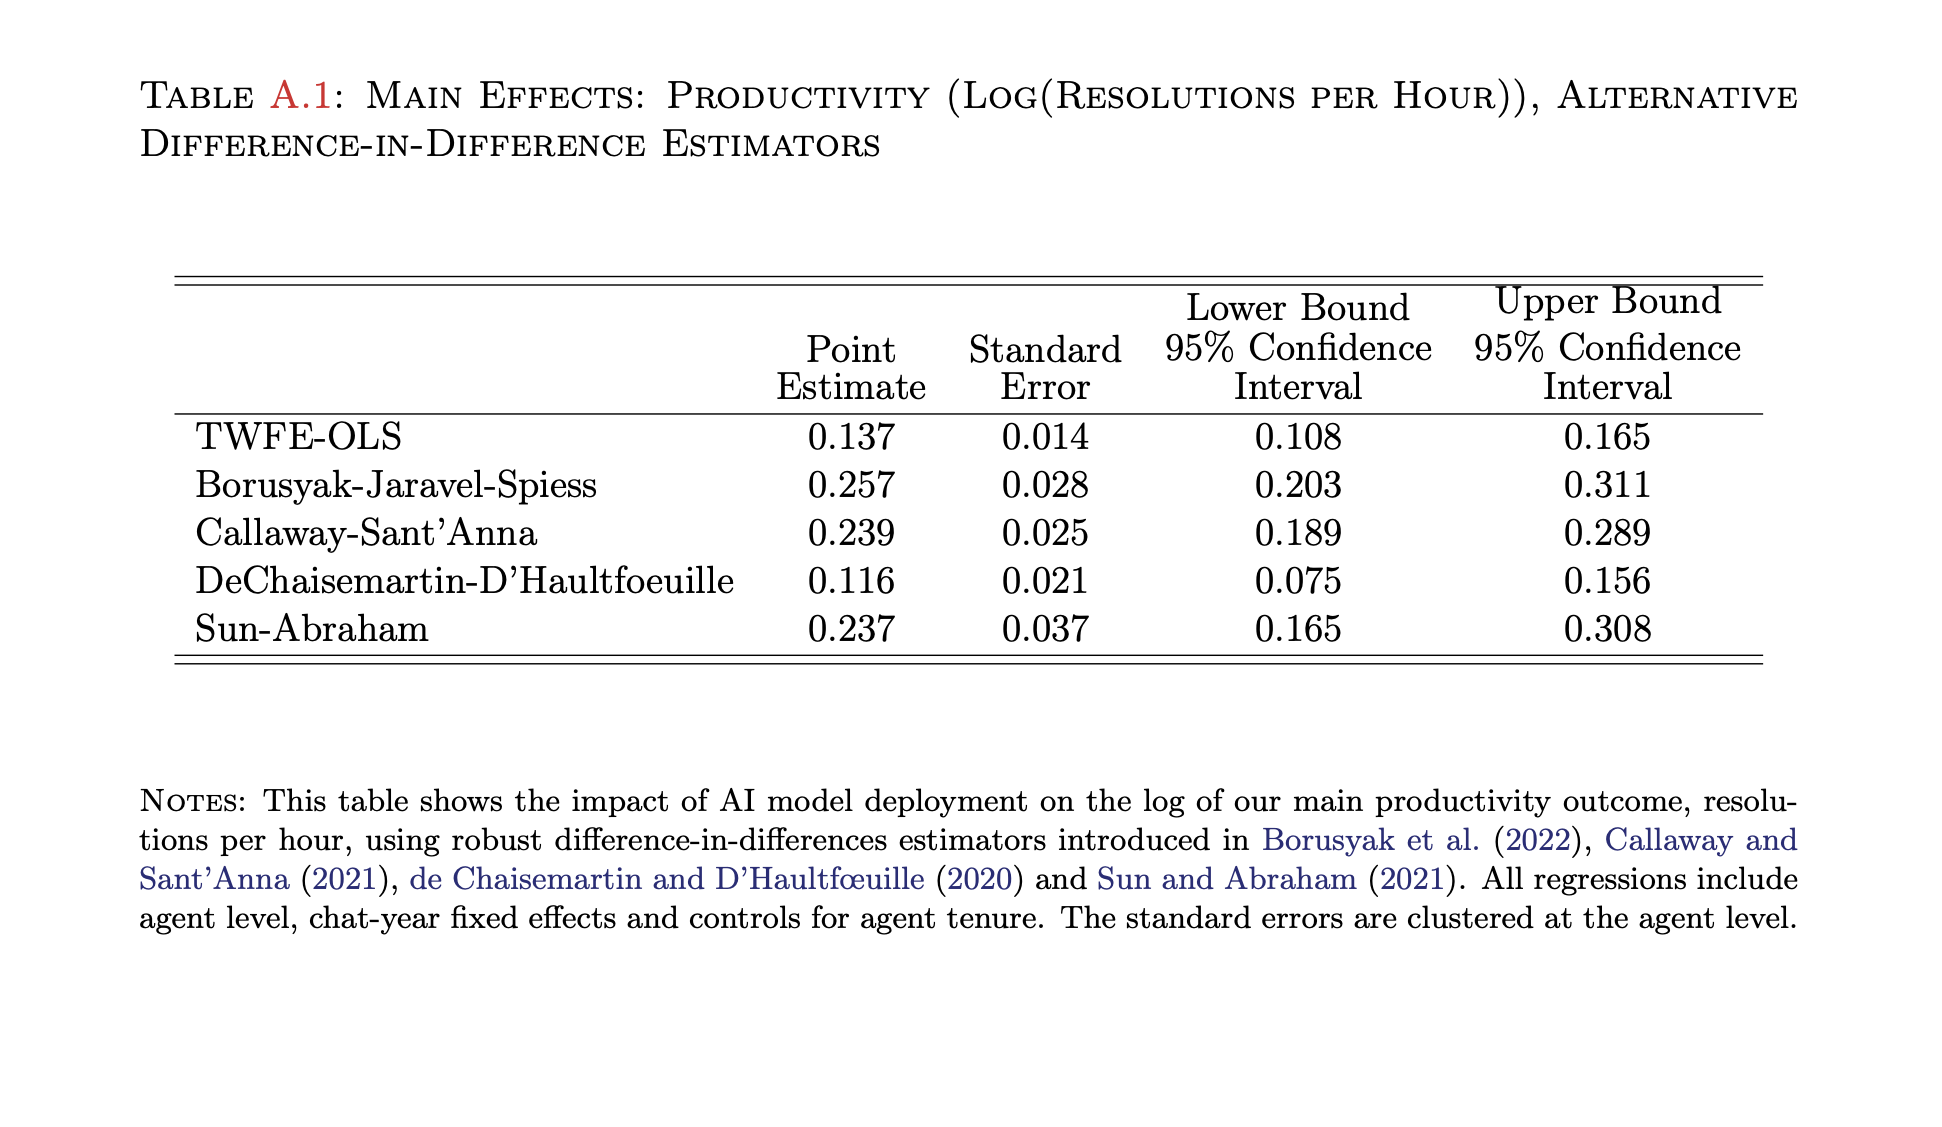 TABLE A.1: MAIN EFFECTS: PRODUCTIVITY (LOG(RESOLUTIONS PER HOUR)), ALTERNATIVE
DIFFERENCE-IN-DIFFERENCE ESTIMATORS
Point Estimate Standard Error Lower Bound 95% Confidence Interval Upper Bound 95% Confidence Interval
TWFE-OLS 0.137 0.014 0.108 0.165
Borusyak-Jaravel-Spiess 0.257 0.028 0.203 0.311
Callaway-Sant’Anna 0.239 0.025 0.189 0.289
DeChaisemartin-D’Haultfoeuille 0.116 0.021 0.075 0.156
Sun-Abraham 0.237 0.037 0.165 0.308
NOTES: This table shows the impact of AI model deployment on the log of our main productivity outcome, resolu-
tions per hour, using robust difference-in-differences estimators introduced in Borusyak et al. (2022), Callaway and
Sant’Anna (2021), de Chaisemartin and D’Haultfœuille (2020) and Sun and Abraham (2021). All regressions include
agent level, chat-year fixed effects and controls for agent tenure. The standard errors are clustered at the agent level.